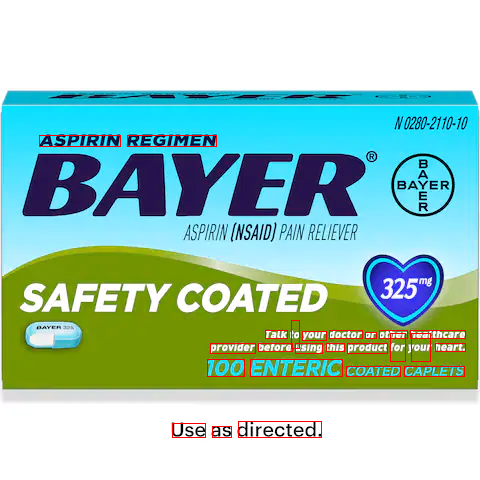 BAYER
N 0280-2110-10
ASPIRIN REGIMEN
BAYER®
BAYER
BAYER
ASPIRIN (NSAID) PAIN RELIEVER
SAFETY COATED
325mg
BAYER 325
Talk to your doctor or other healthcare
provider before using this product for your heart.
100 ENTERIC COATED CAPLETS
Use as directed.